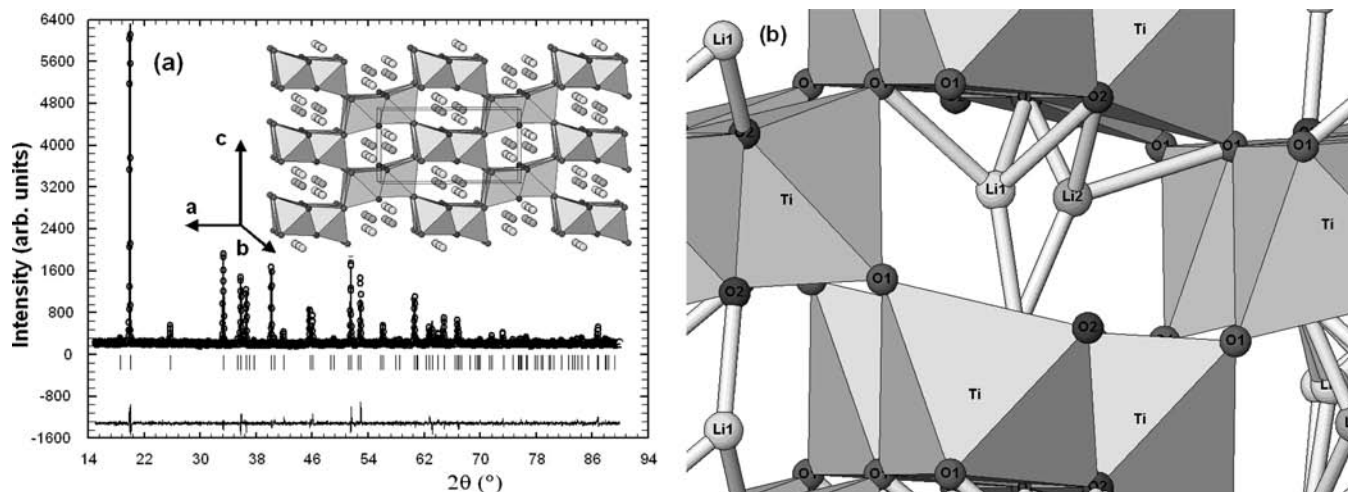 (a)
c
a
b
Intensity (arb. units)
6400
5600
4800
4000
3200
2400
1600
800
0
-800
-1600
14 22 30 38 46 54 62 70 78 86 94
2θ (°)
(b)
Ti
Li1
O1
O2
O1
O1
O1
Ti
Li1
Li2
Ti
O2
O1
O2
O1
Ti
Ti
Li1
O1
O2